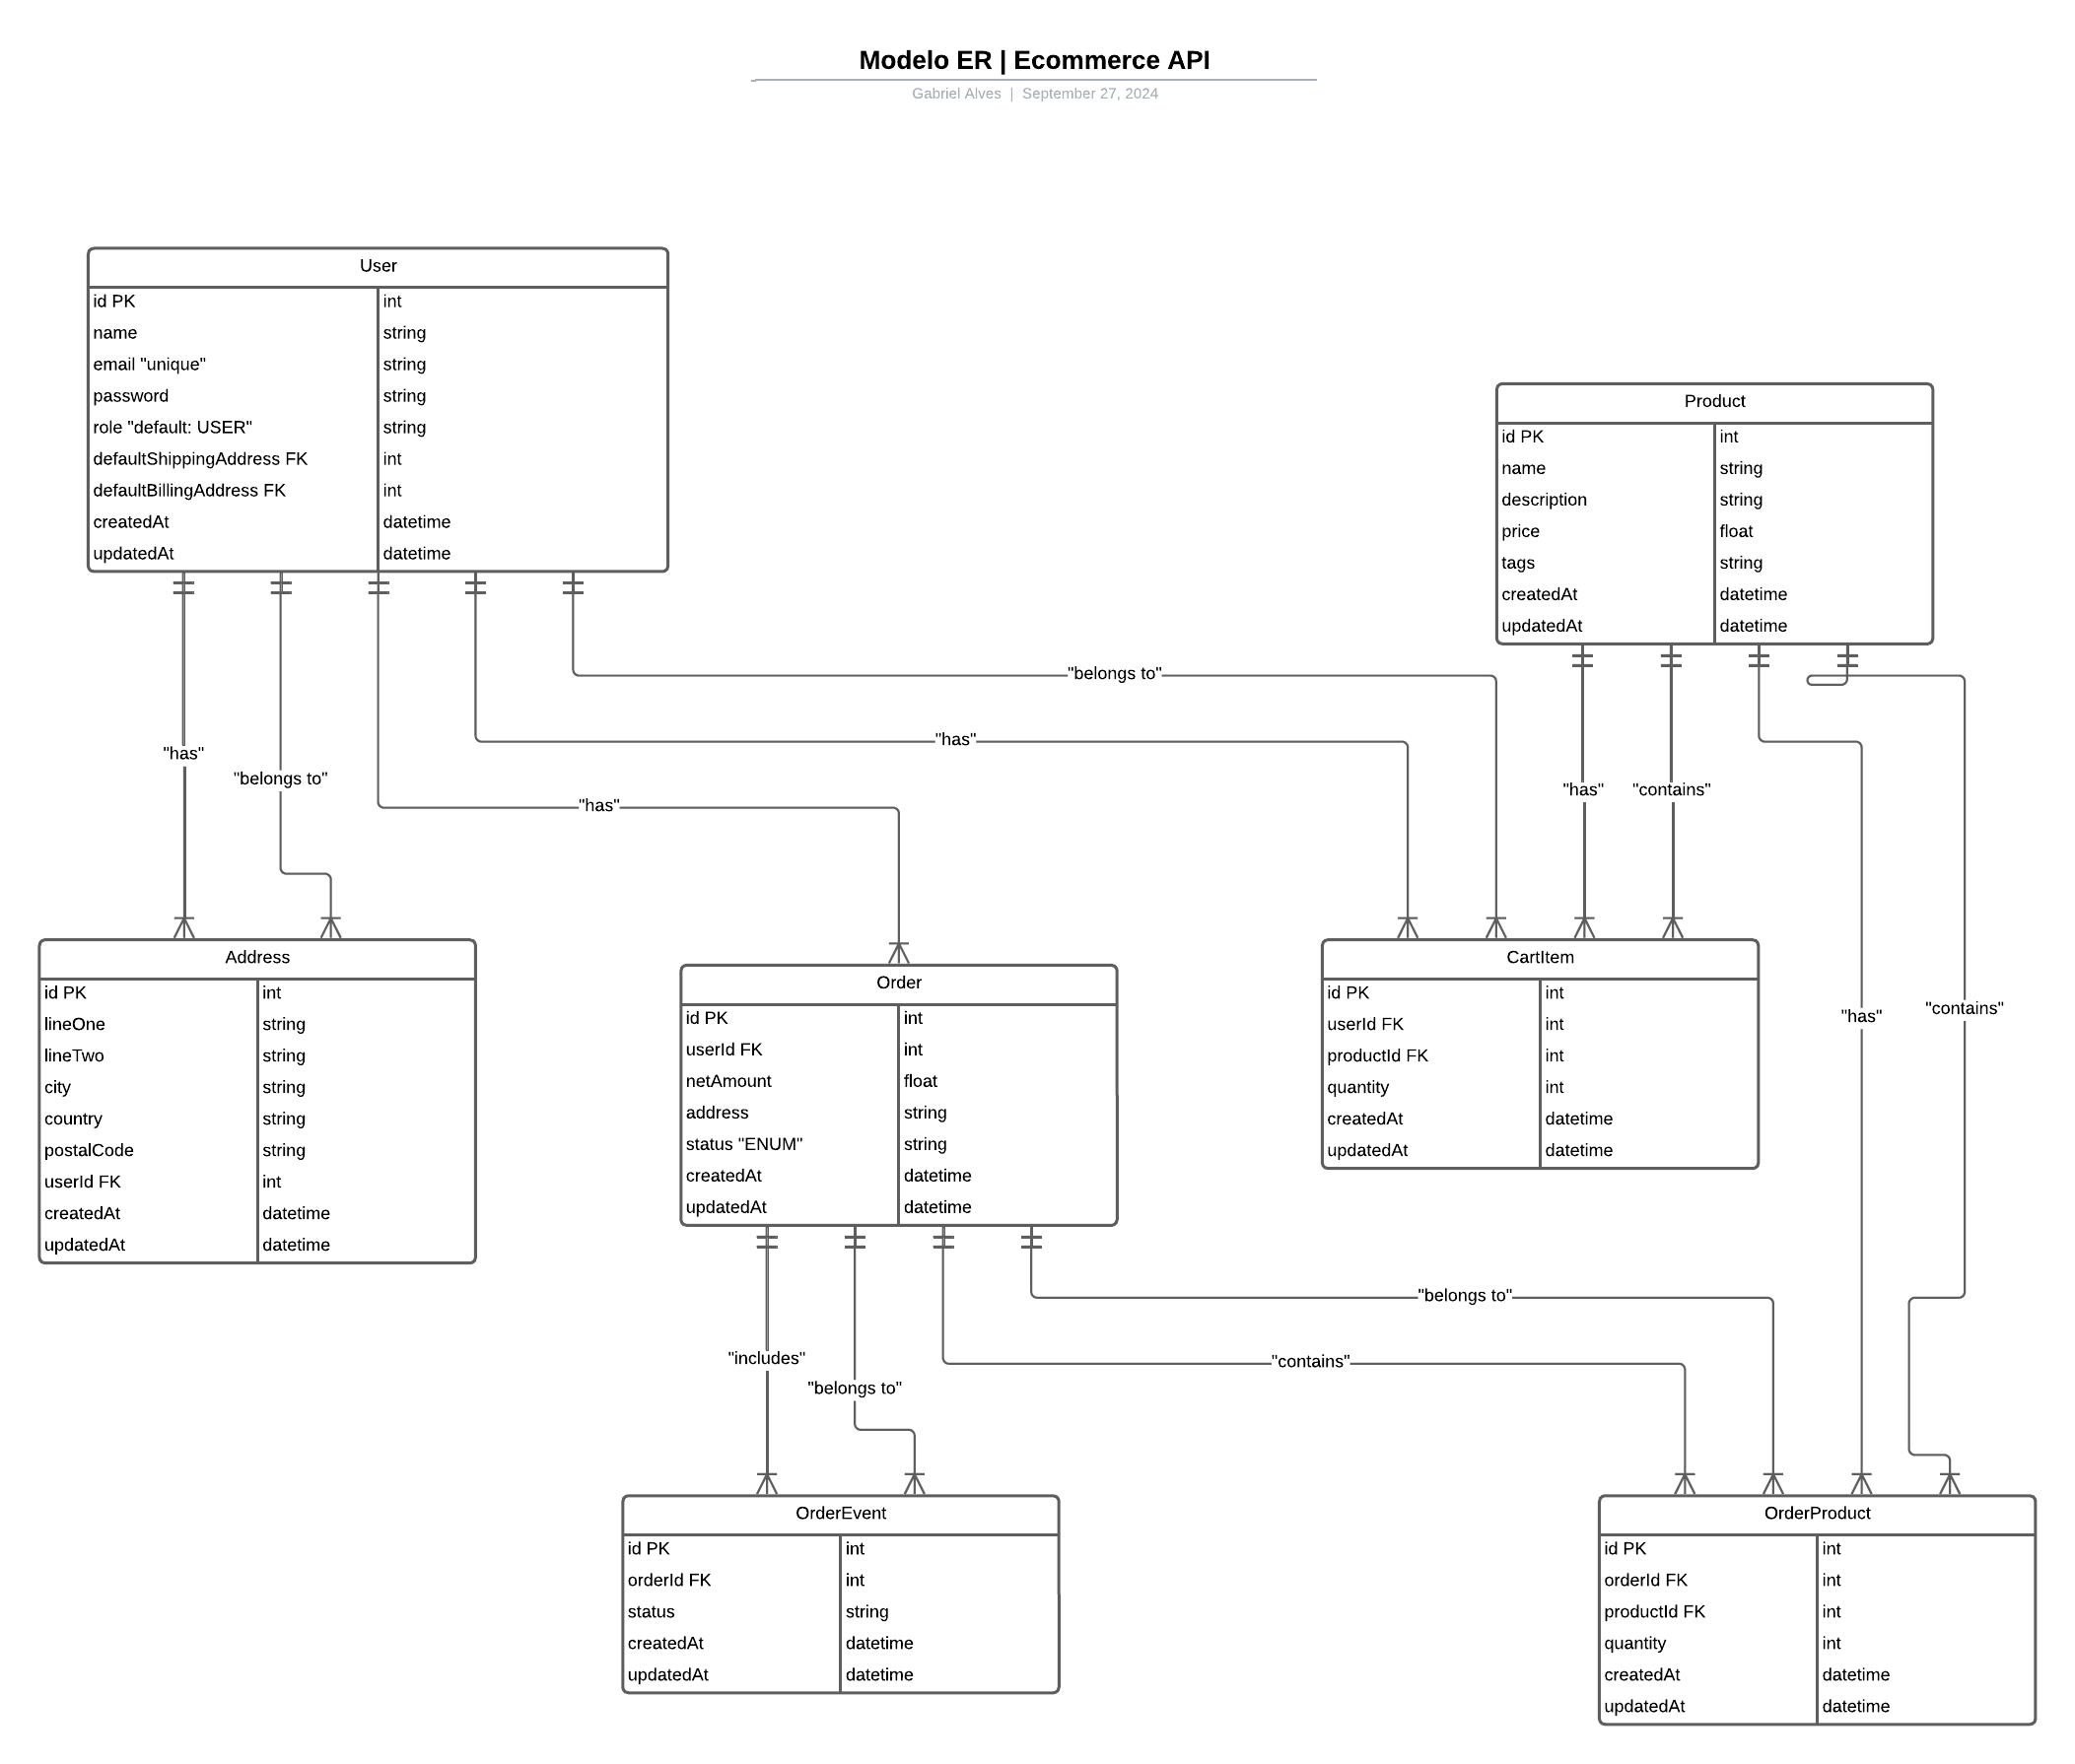 Modelo ER | Ecommerce API
Gabriel Alves | September 27, 2024
User
id PK int
name string
email "unique" string
password string
role "default: USER" string
defaultShippingAddress FK int
defaultBillingAddress FK int
createdAt datetime
updatedAt datetime
Product
id PK int
name string
description string
price float
tags string
createdAt datetime
updatedAt datetime
"belongs to"
"has"
"has"
"belongs to"
"has"
"has"
"contains"
"has"
"contains"
Address
id PK int
lineOne string
lineTwo string
city string
country string
postalCode string
userId FK int
createdAt datetime
updatedAt datetime
Order
id PK int
userId FK int
netAmount float
address string
status "ENUM" string
createdAt datetime
updatedAt datetime
CartItem
id PK int
userId FK int
productId FK int
quantity int
createdAt datetime
updatedAt datetime
"belongs to"
"includes"
"contains"
"belongs to"
OrderEvent
id PK int
orderId FK int
status string
createdAt datetime
updatedAt datetime
OrderProduct
id PK int
orderId FK int
productId FK int
quantity int
createdAt datetime
updatedAt datetime